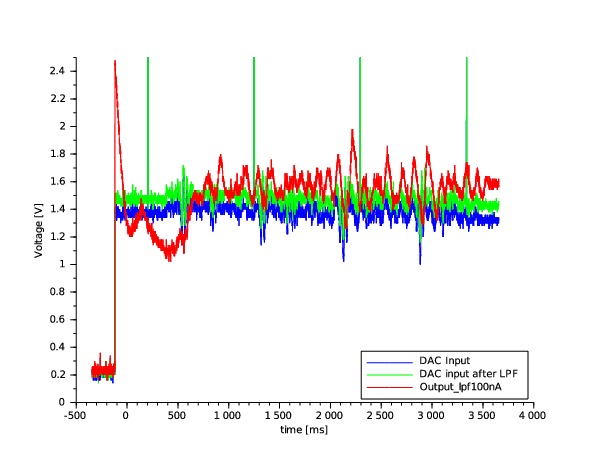 2.4
2.2
2
1.8
1.6
1.4
1.2
1
0.8
0.6
0.4
0.2
0
Voltage [V]
-500 0 500 1 000 1 500 2 000 2 500 3 000 3 500 4 000
time [ms]
DAC Input
DAC input after LPF
Output_lpf100nA